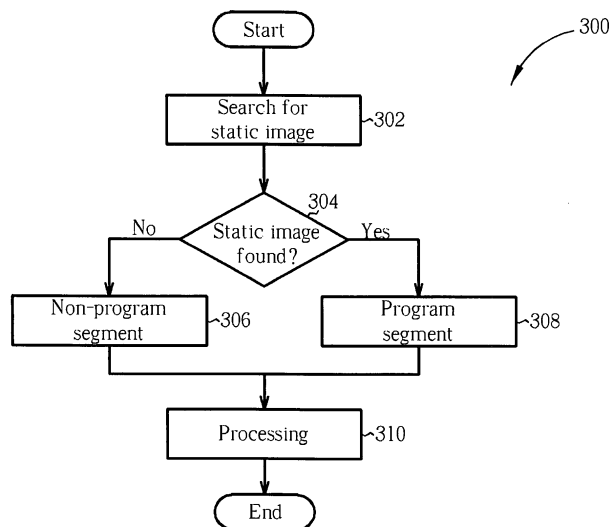 Start
300
Search for
static image
302
304
No
Static image
found?
Yes
Non-program
segment
306
Program
segment
308
Processing
310
End